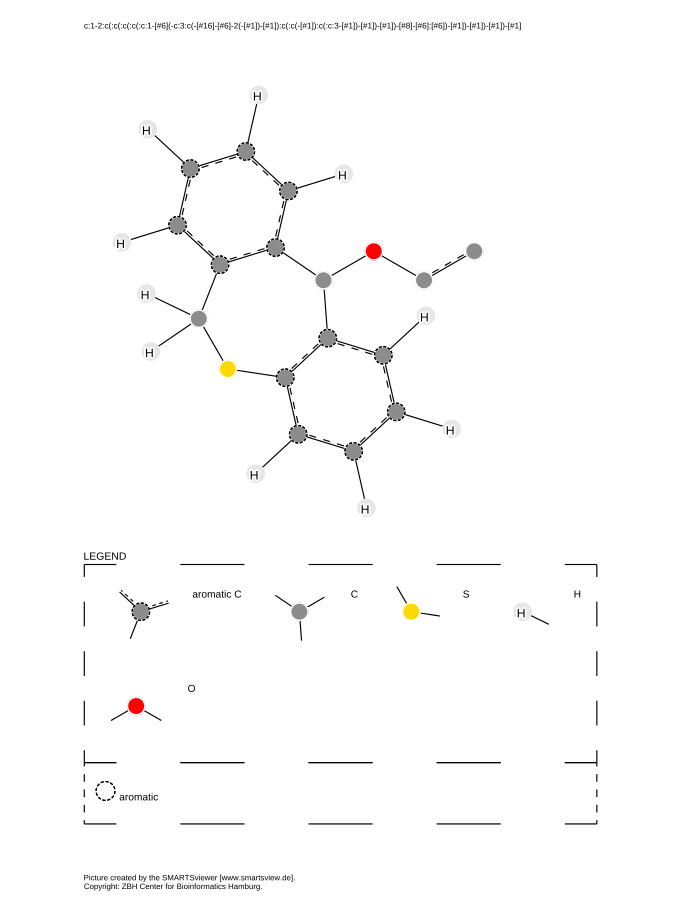 c:1-2:c(:c(:c(:c(:c:1-[#6](-c:3:c(-[#16]-[#6]-2(-[#1])-[#1]):c(:c(-[#1]):c(:c:3-[#1])-[#1])-[#1])-[#8]-[#6]:[#6])-[#1])-[#1])-[#1])-[#1]
H
H
H
H
H
H
H
H
H
H
LEGEND
aromatic C
C
S
H
H
O
aromatic
Picture created by the SMARTSviewer [www.smartsview.de].
Copyright: ZBH Center for Bioinformatics Hamburg.